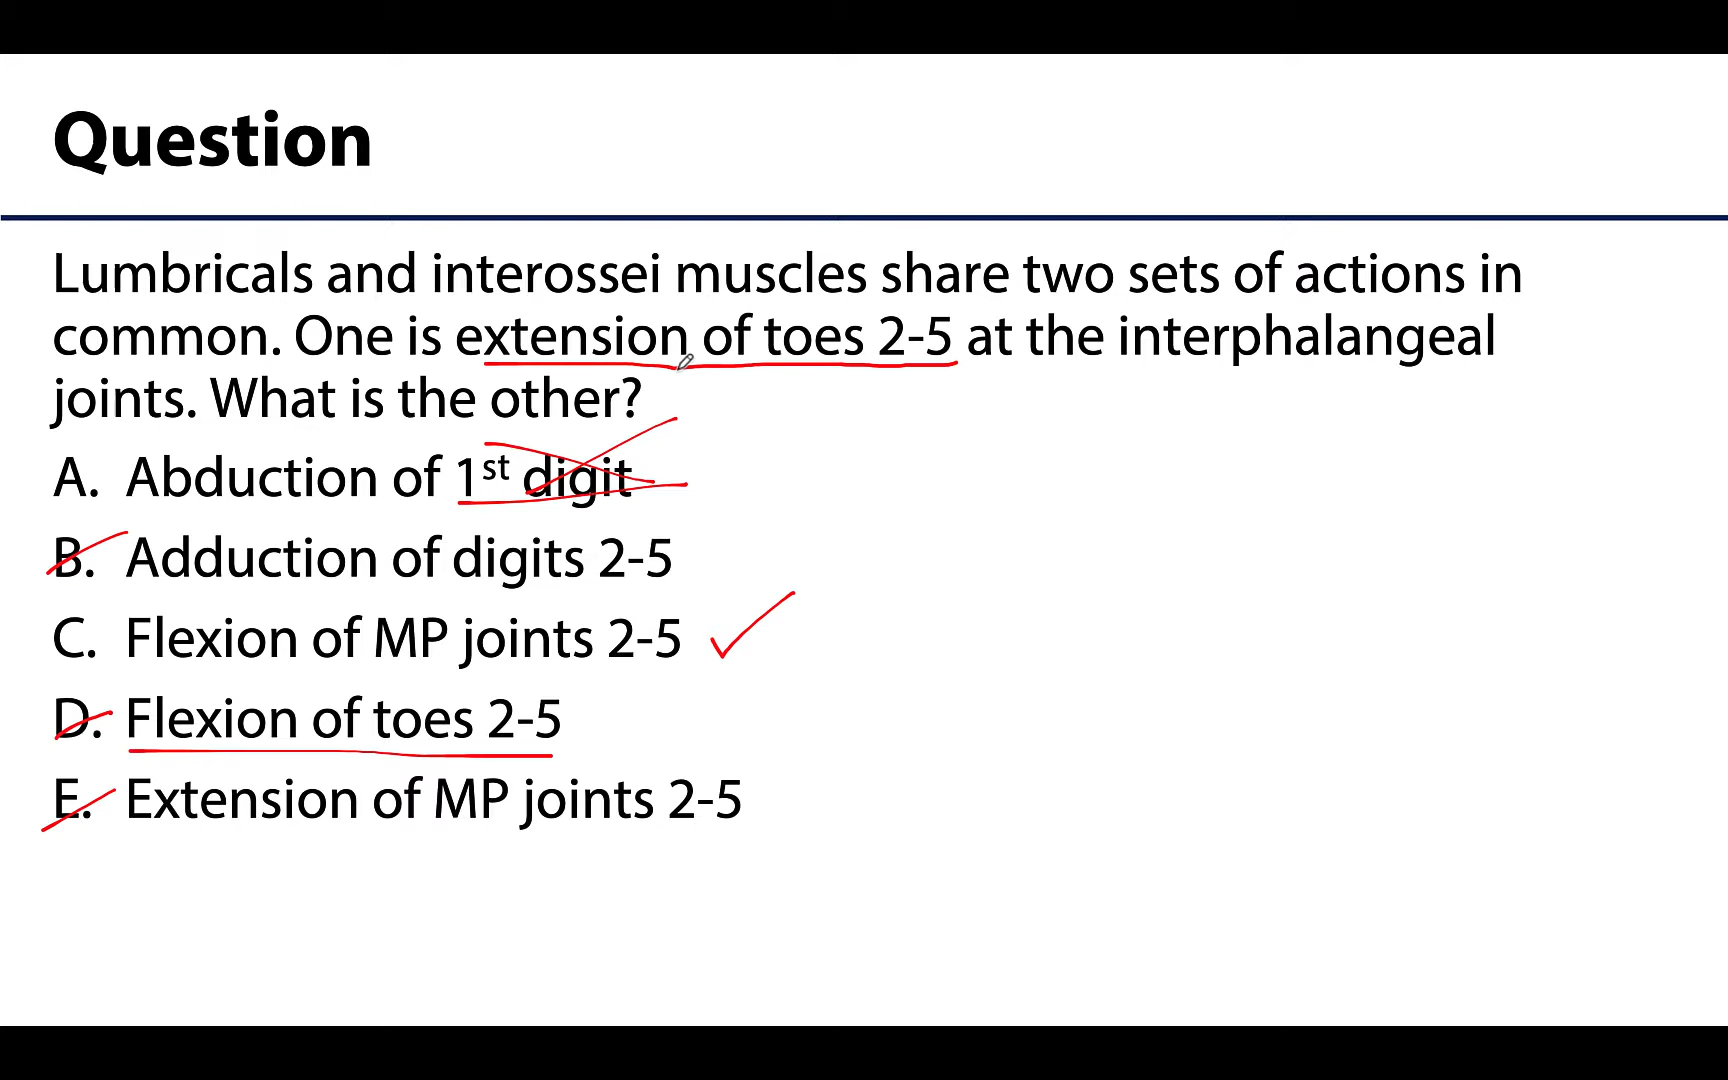 Question
Lumbricals and interossei muscles share two sets of actions in
common. One is extension of toes 2-5 at the interphalangeal
joints. What is the other?
A. Abduction of 1st digit
B. Adduction of digits 2-5
C. Flexion of MP joints 2-5
D. Flexion of toes 2-5
E. Extension of MP joints 2-5